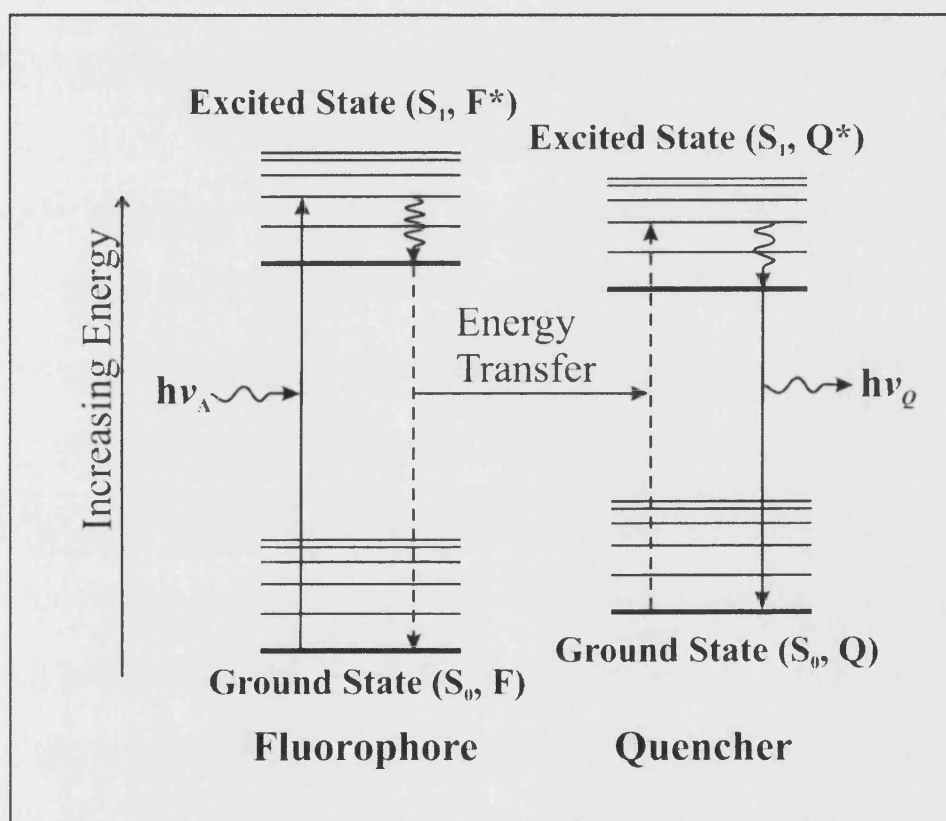 Excited State (S₁, F*)
Excited State (S₁, Q*)
Increasing Energy
Energy
Transfer
hν_A
hν_Q
Ground State (S₀, F)
Ground State (S₀, Q)
Fluorophore
Quencher